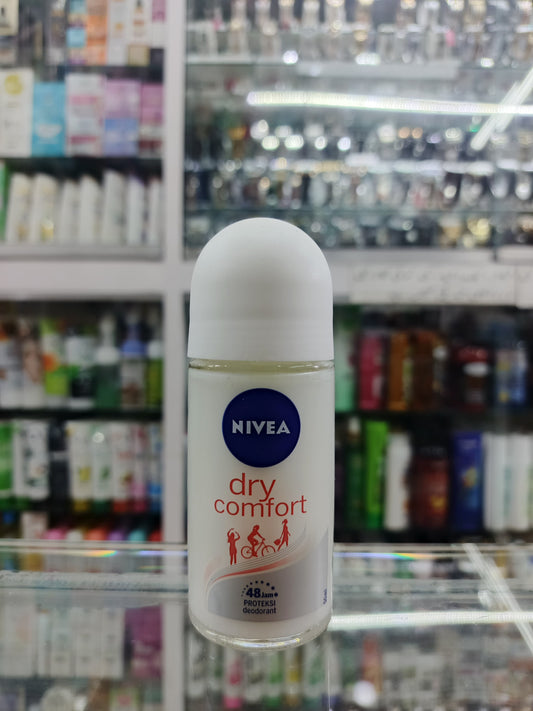 NIVEA
dry
comfort
48Jam
PROTEKSI
deodorant